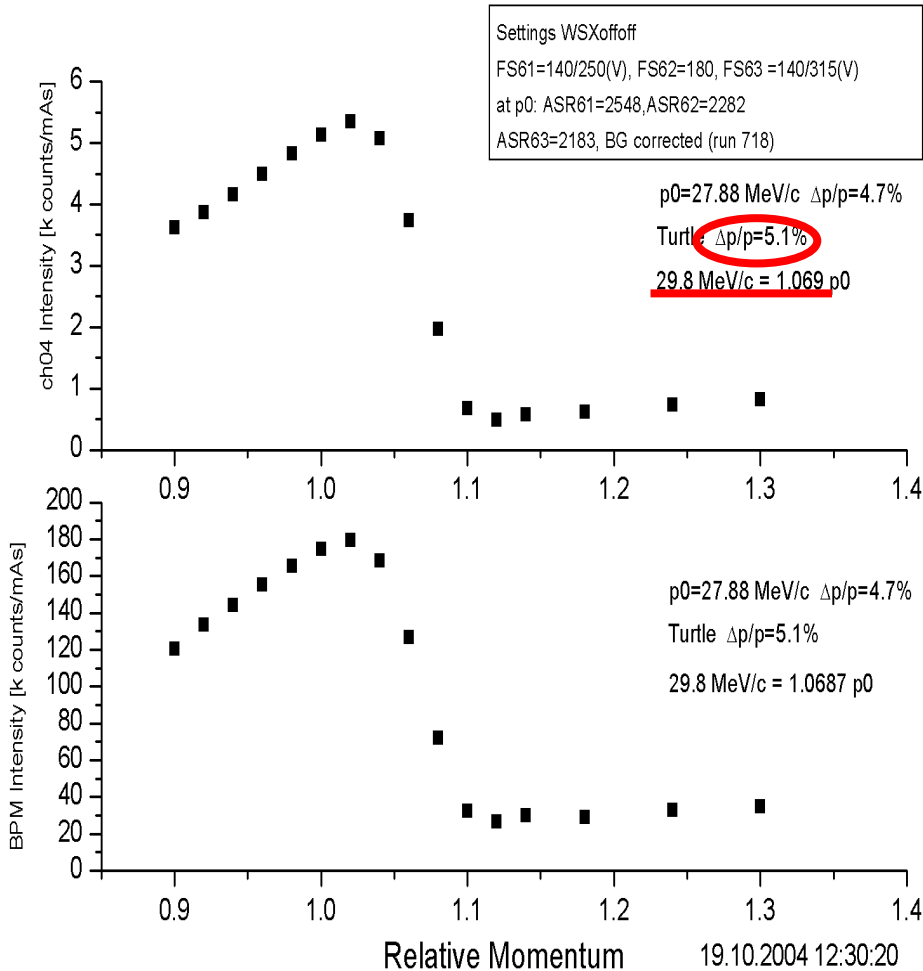 Settings WSXoffoff
FS61=140/250(V), FS62=180, FS63 =140/315(V)
at p0: ASR61=2548,ASR62=2282
ASR63=2183, BG corrected (run 718)
ch04 Intensity [k counts/mAs]
6
5
4
3
2
1
0
p0=27.88 MeV/c Δp/p=4.7%
Turtle Δp/p=5.1%
29.8 MeV/c = 1.069 p0
0.9 1.0 1.1 1.2 1.3 1.4
BPM Intensity [k counts/mAs]
200
180
160
140
120
100
80
60
40
20
0
p0=27.88 MeV/c Δp/p=4.7%
Turtle Δp/p=5.1%
29.8 MeV/c = 1.0687 p0
0.9 1.0 1.1 1.2 1.3 1.4
Relative Momentum
19.10.2004 12:30:20